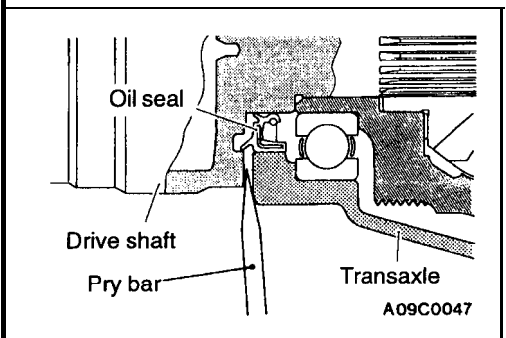 Oil seal
Drive shaft
Pry bar
Transaxle
A09C0047